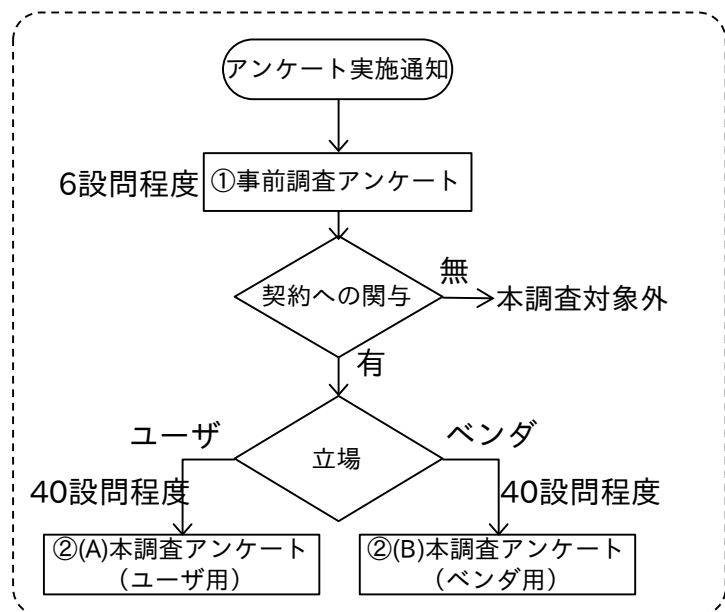 アンケート実施通知
6設問程度
①事前調査アンケート
契約への関与
無
本調査対象外
有
立場
ユーザ
ベンダ
40設問程度
40設問程度
②(A)本調査アンケート
（ユーザ用）
②(B)本調査アンケート
（ベンダ用）